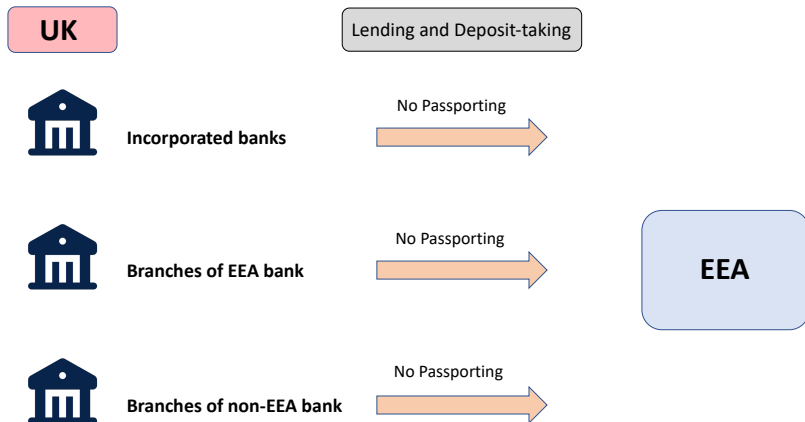 UK
Lending and Deposit-taking
No Passporting
Incorporated banks
No Passporting
Branches of EEA bank
EEA
No Passporting
Branches of non-EEA bank